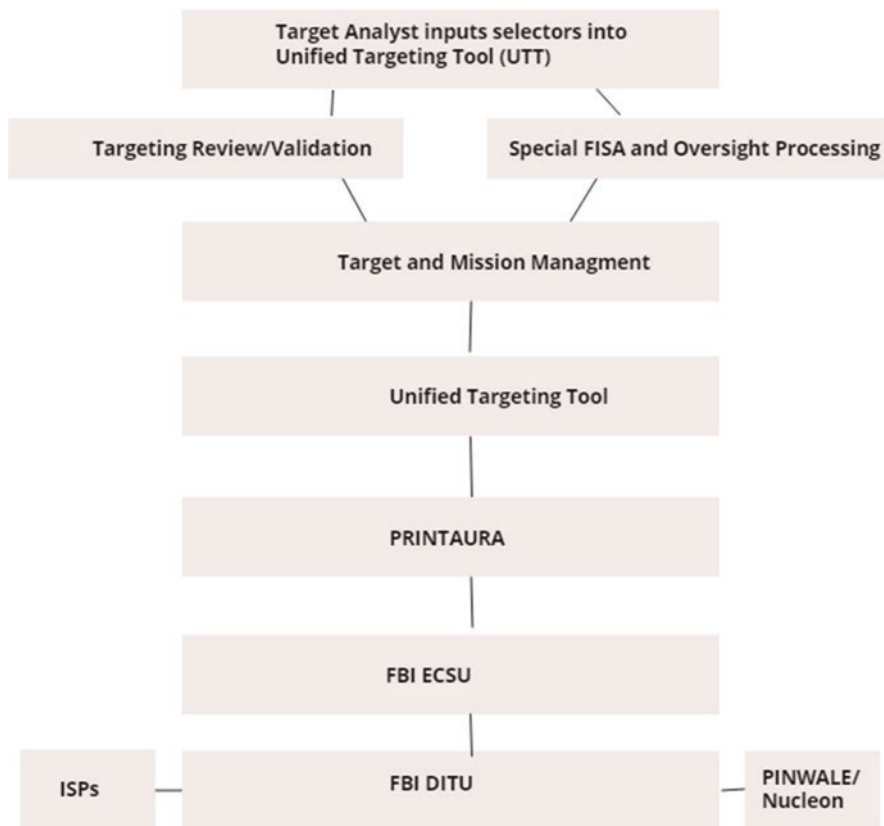 Target Analyst inputs selectors into
Unified Targeting Tool (UTT)
Targeting Review/Validation
Special FISA and Oversight Processing
Target and Mission Managment
Unified Targeting Tool
PRINTAURA
FBI ECSU
ISPs
FBI DITU
PINWALE/
Nucleon